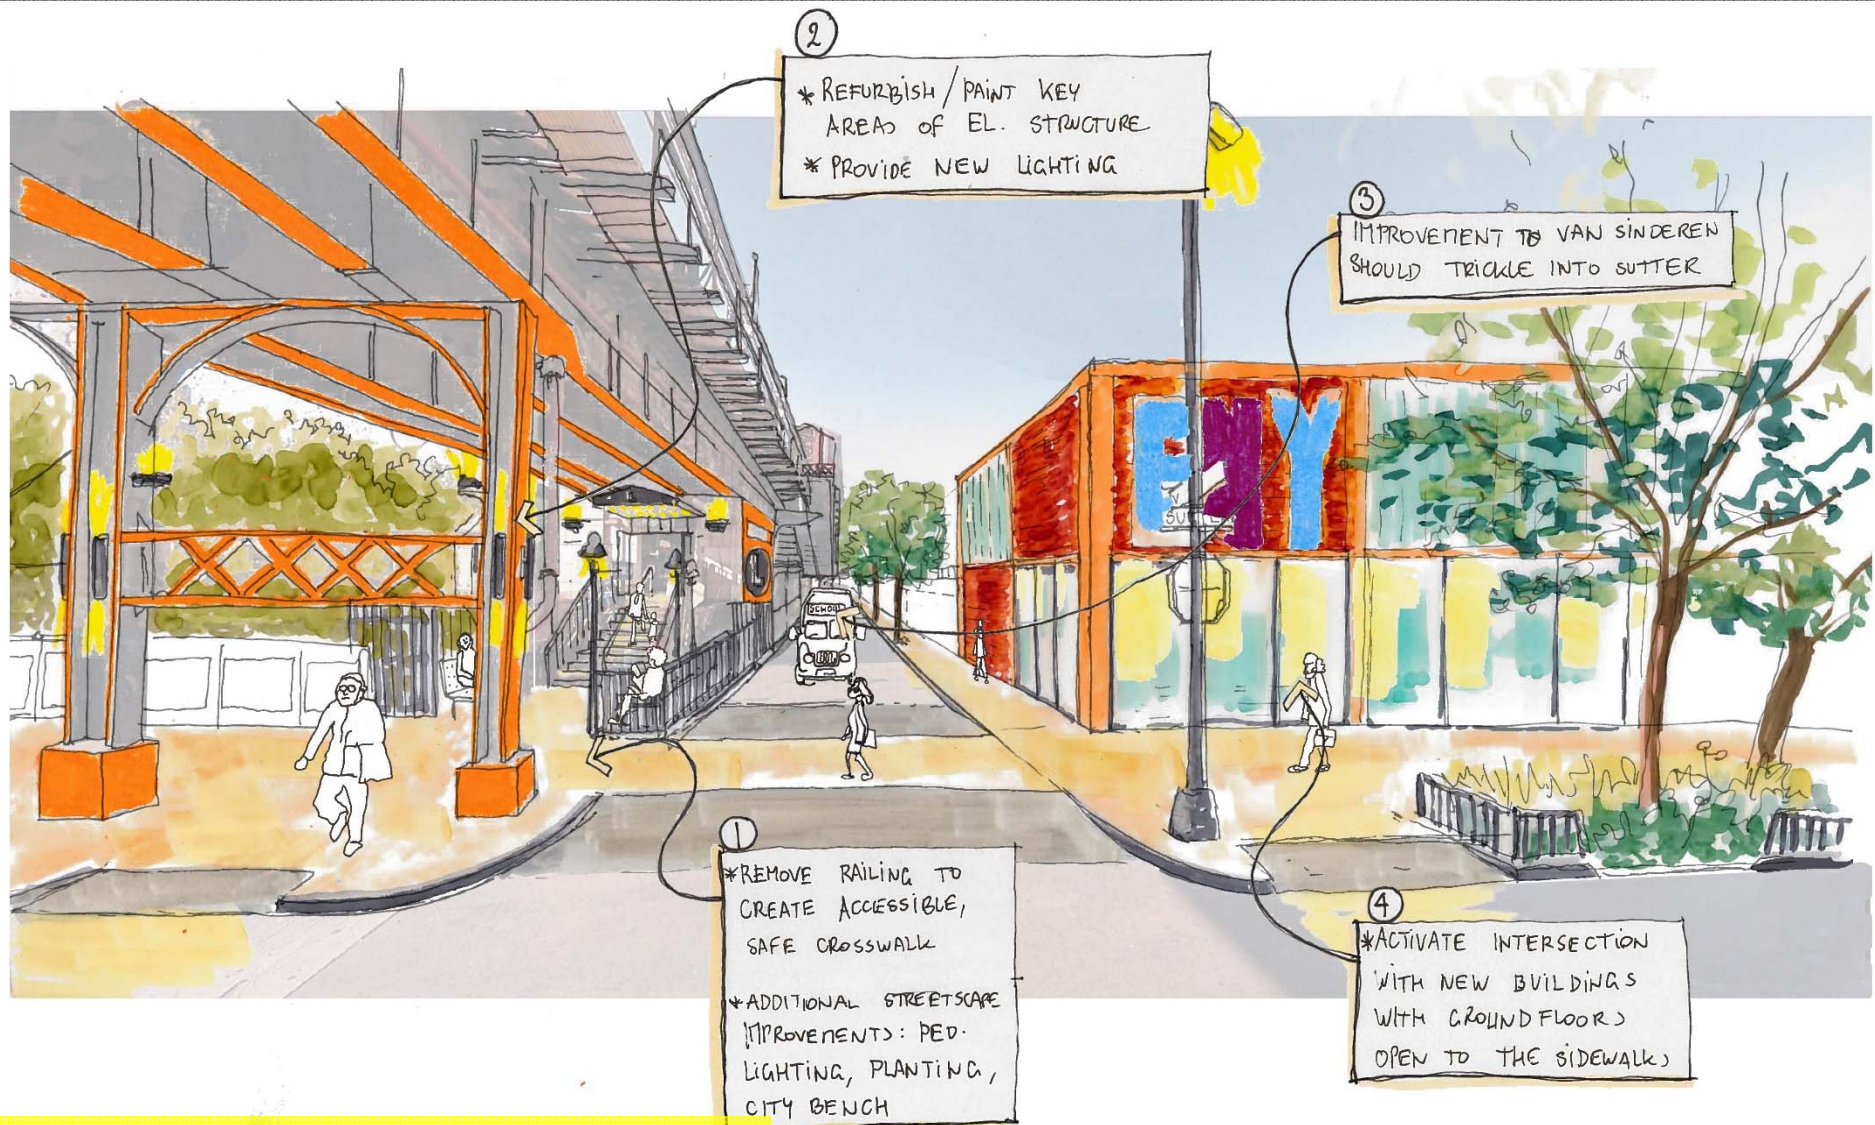 2
* REFURBISH / PAINT KEY
AREAS OF EL. STRUCTURE
* PROVIDE NEW LIGHTING
3
IMPROVEMENT TO VAN SINDEREN
SHOULD TRICKLE INTO SUTTER
ENY
L
SCHOOL
1
*REMOVE RAILING TO
CREATE ACCESSIBLE,
SAFE CROSSWALK
*ADDITIONAL STREETSCAPE
IMPROVEMENTS: PED.
LIGHTING, PLANTING,
CITY BENCH
4
*ACTIVATE INTERSECTION
WITH NEW BUILDINGS
WITH GROUND FLOORS
OPEN TO THE SIDEWALKS